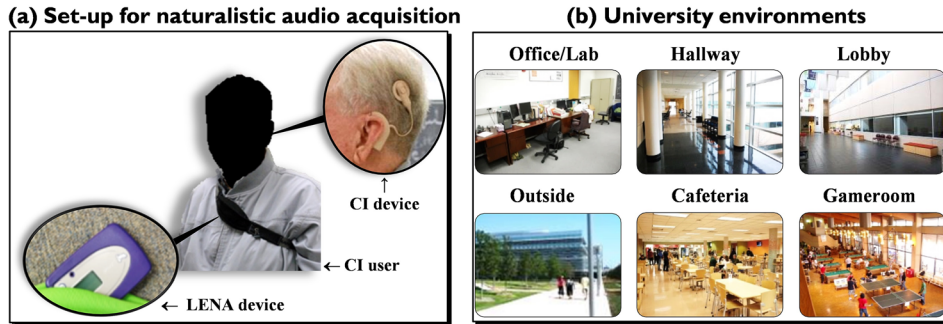 (a) Set-up for naturalistic audio acquisition
CI device
← CI user
← LENA device
(b) University environments
Office/Lab
Hallway
Lobby
Outside
Cafeteria
Gameroom